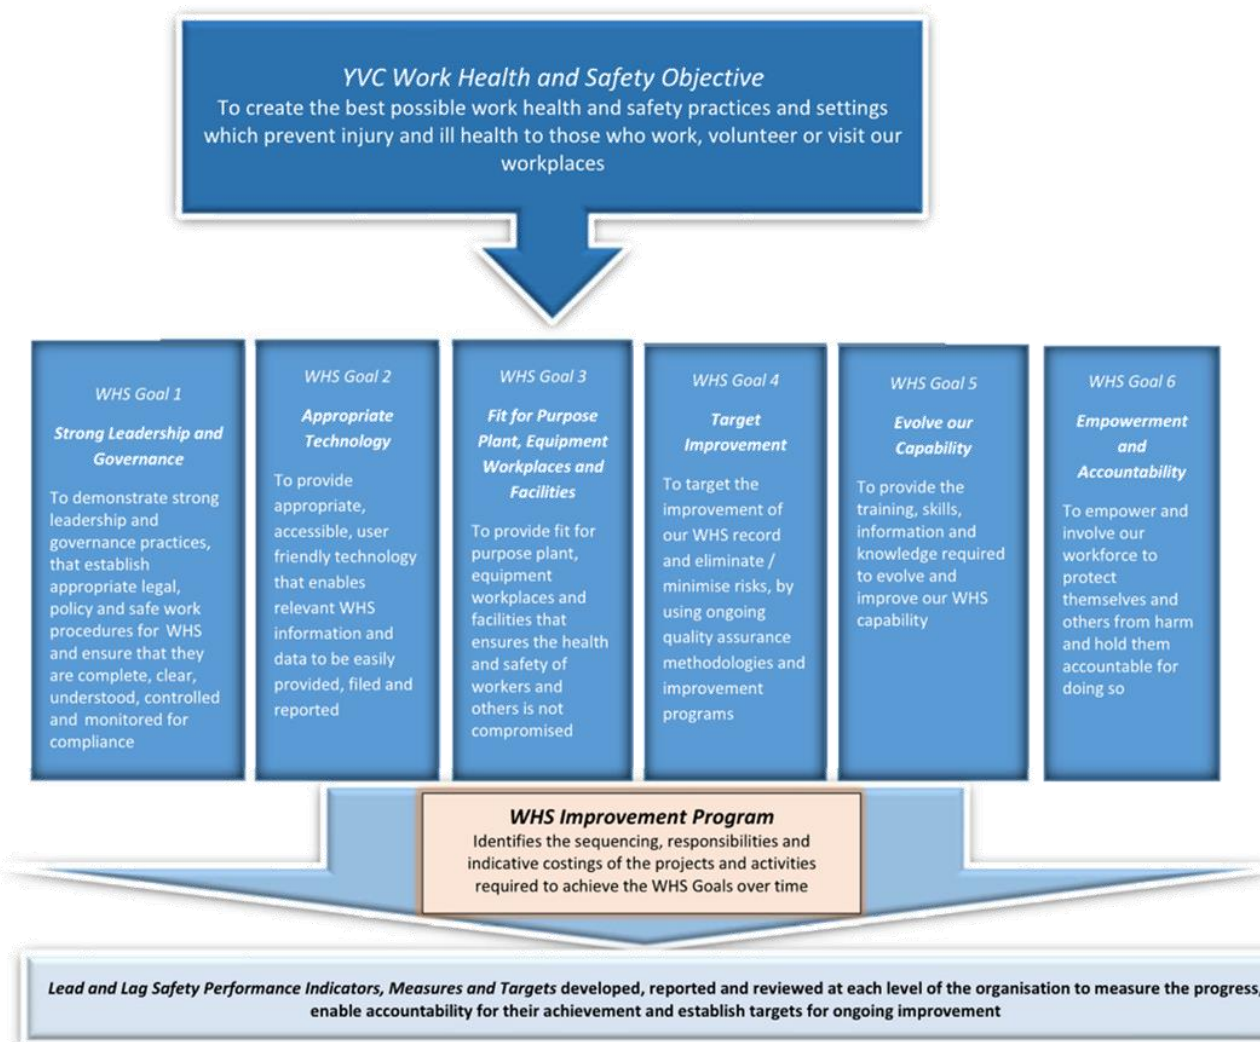 YVC Work Health and Safety Objective
To create the best possible work health and safety practices and settings
which prevent injury and ill health to those who work, volunteer or visit our
workplaces
WHS Goal 1
Strong Leadership and
Governance
To demonstrate strong
leadership and
governance practices,
that establish
appropriate legal,
policy and safe work
procedures for WHS
and ensure that they
are complete, clear,
understood, controlled
and monitored for
compliance
WHS Goal 2
Appropriate
Technology
To provide
appropriate,
accessible, user
friendly technology
that enables
relevant WHS
information and
data to be easily
provided, filed and
reported
WHS Goal 3
Fit for Purpose
Plant, Equipment
Workplaces and
Facilities
To provide fit for
purpose plant,
equipment
workplaces and
facilities that
ensures the health
and safety of
workers and
others is not
compromised
WHS Goal 4
Target
Improvement
To target the
improvement of
our WHS record
and eliminate /
minimise risks, by
using ongoing
quality assurance
methodologies and
improvement
programs
WHS Goal 5
Evolve our
Capability
To provide the
training, skills,
information and
knowledge required
to evolve and
improve our WHS
capability
WHS Goal 6
Empowerment
and
Accountability
To empower and
involve our
workforce to
protect
themselves and
others from harm
and hold them
accountable for
doing so
WHS Improvement Program
Identifies the sequencing, responsibilities and
indicative costings of the projects and activities
required to achieve the WHS Goals over time
Lead and Lag Safety Performance Indicators, Measures and Targets developed, reported and reviewed at each level of the organisation to measure the progress,
enable accountability for their achievement and establish targets for ongoing improvement